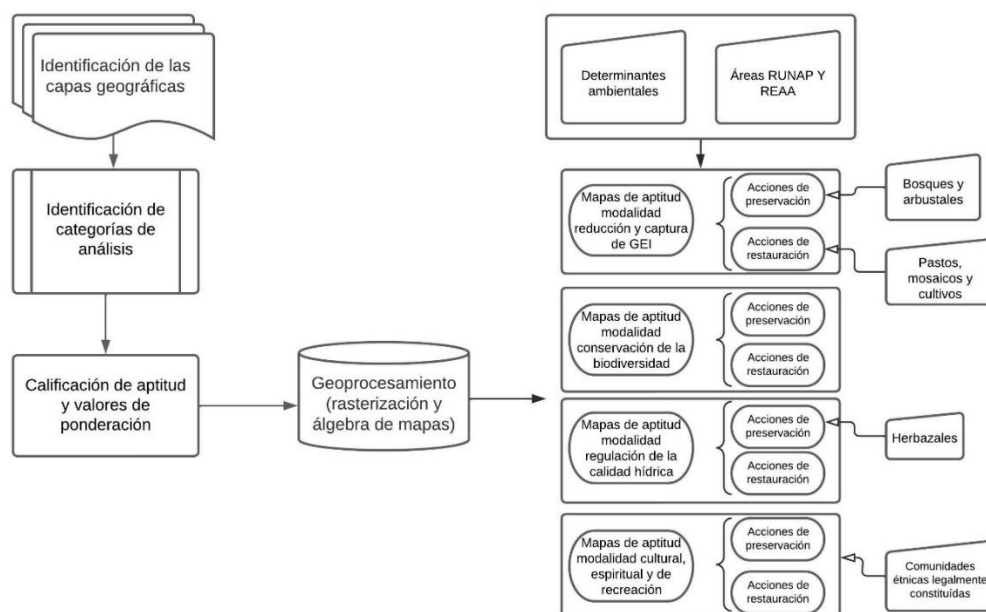 Identificación de las
capas geográficas
Identificación de
categorías de
análisis
Calificación de aptitud
y valores de
ponderación
Geoprocesamiento
(rasterización y
álgebra de mapas)
Determinantes
ambientales
Áreas RUNAP Y
REAA
Mapas de aptitud
modalidad
reducción y captura
de GEI
Acciones de
preservación
Acciones de
restauración
Bosques y
arbustales
Pastos,
mosaicos y
cultivos
Mapas de aptitud
modalidad
conservación de la
biodiversidad
Acciones de
preservación
Acciones de
restauración
Mapas de aptitud
modalidad
regulación de la
calidad hídrica
Acciones de
preservación
Acciones de
restauración
Herbazales
Mapas de aptitud
modalidad cultural,
espiritual y de
recreación
Acciones de
preservación
Acciones de
restauración
Comunidades
étnicas legalmente
constituídas